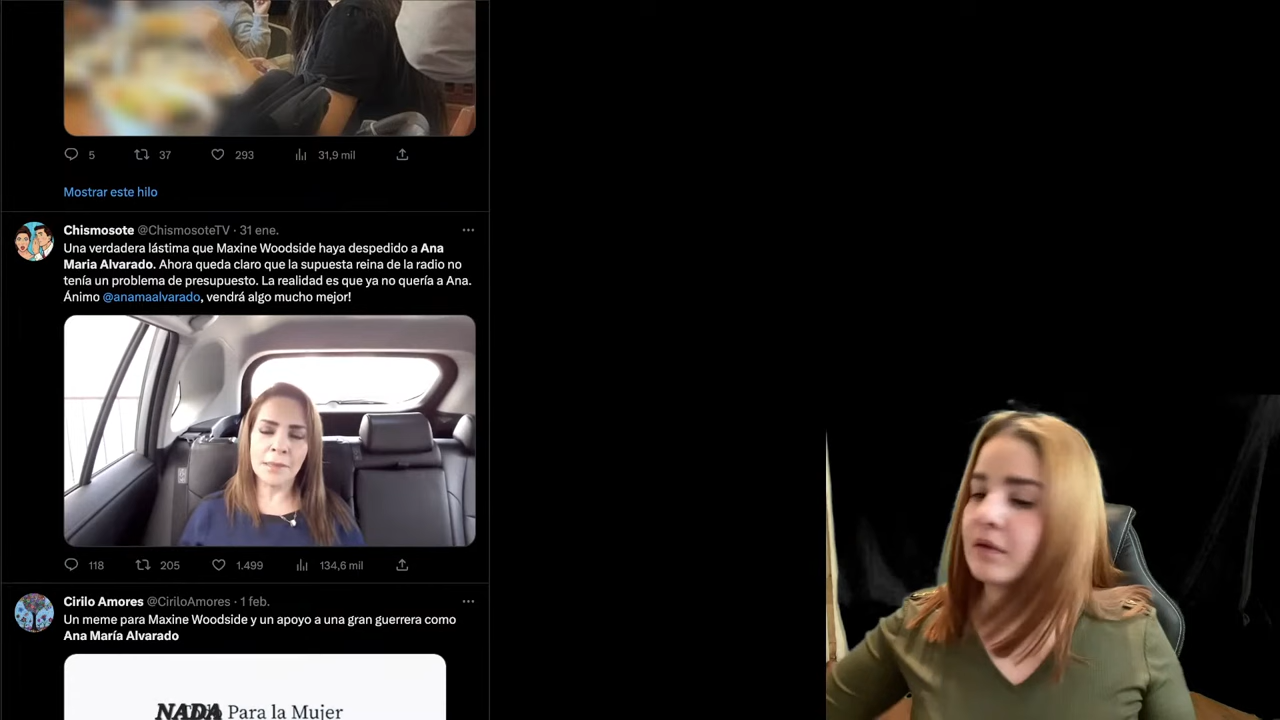 5 37 293 31,9 mil
Mostrar este hilo
Chismosote @ChismosoteTV · 31 ene.
Una verdadera lástima que Maxine Woodside haya despedido a Ana
Maria Alvarado. Ahora queda claro que la supuesta reina de la radio no
tenía un problema de presupuesto. La realidad es que ya no quería a Ana.
Ánimo @anamaalvarado, vendrá algo mucho mejor!
118 205 1.499 134,6 mil
Cirilo Amores @CiriloAmores · 1 feb.
Un meme para Maxine Woodside y un apoyo a una gran guerrera como
Ana María Alvarado
NADA Para la Mujer